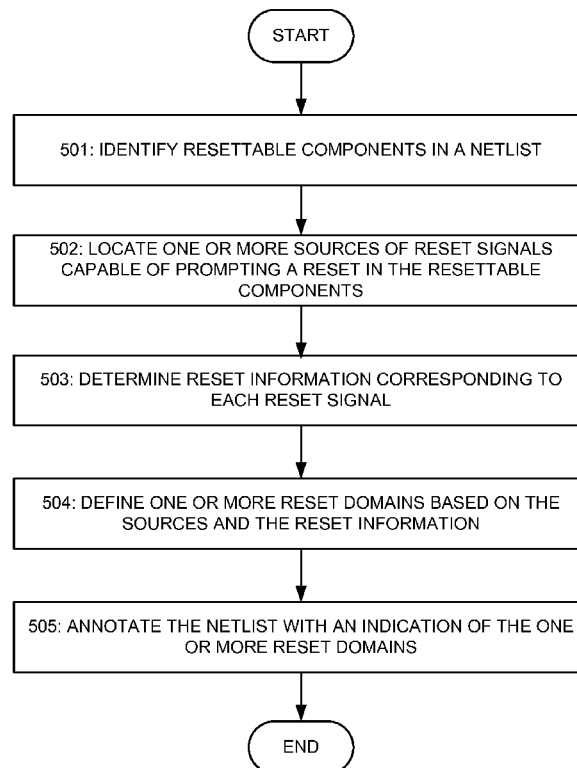 START
501: IDENTIFY RESETTABLE COMPONENTS IN A NETLIST
502: LOCATE ONE OR MORE SOURCES OF RESET SIGNALS
CAPABLE OF PROMPTING A RESET IN THE RESETTABLE
COMPONENTS
503: DETERMINE RESET INFORMATION CORRESPONDING TO
EACH RESET SIGNAL
504: DEFINE ONE OR MORE RESET DOMAINS BASED ON THE
SOURCES AND THE RESET INFORMATION
505: ANNOTATE THE NETLIST WITH AN INDICATION OF THE ONE
OR MORE RESET DOMAINS
END